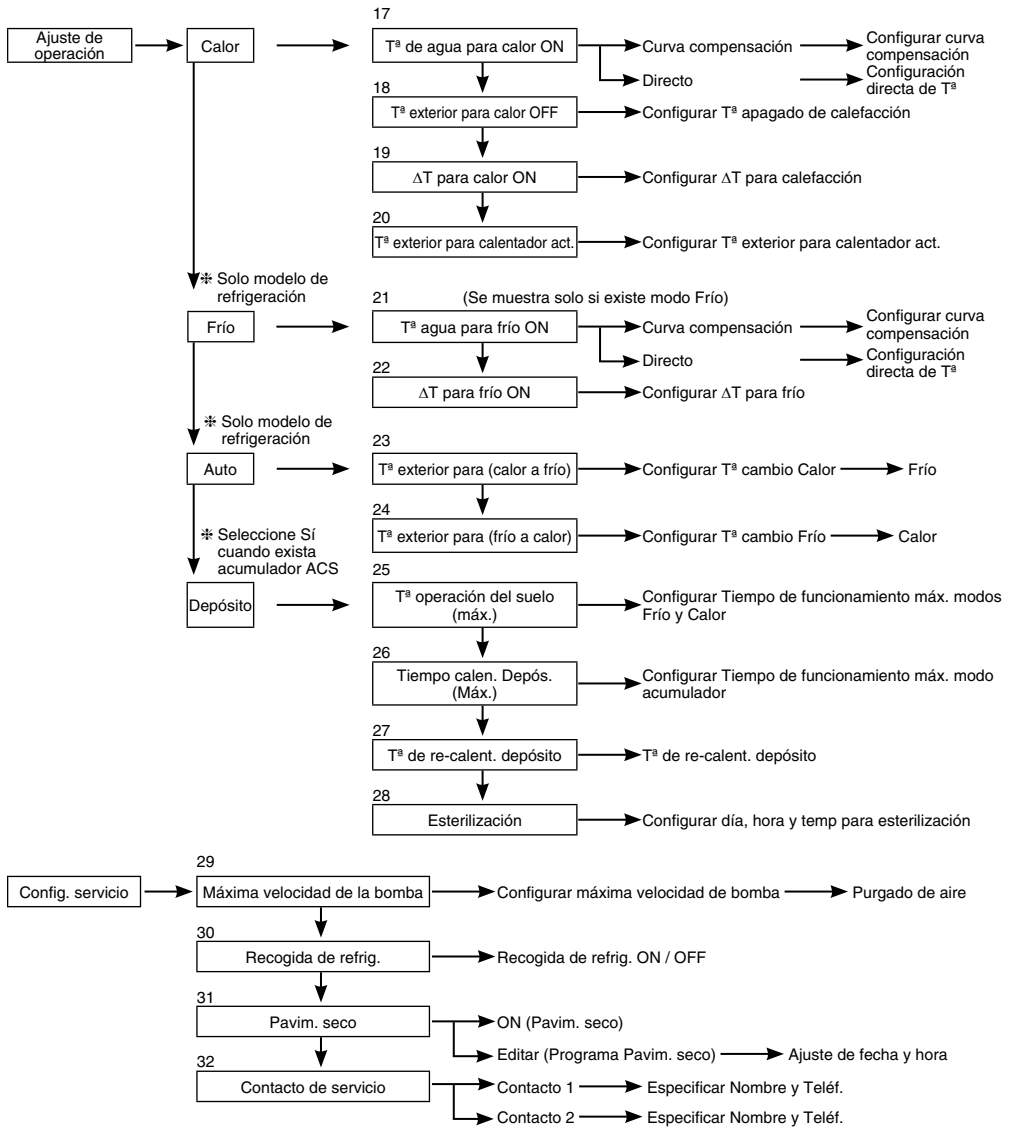 17
Ajuste de
operación
Calor
Tª de agua para calor ON
Curva compensación
Configurar curva
compensación
Directo
Configuración
directa de Tª
18
Tª exterior para calor OFF
Configurar Tª apagado de calefacción
19
∆T para calor ON
Configurar ∆T para calefacción
20
Tª exterior para calentador act.
Configurar Tª exterior para calentador act.
⁜ Solo modelo de
refrigeración
21
(Se muestra solo si existe modo Frío)
Frío
Tª agua para frío ON
Curva compensación
Configurar curva
compensación
Directo
Configuración
directa de Tª
22
∆T para frío ON
Configurar ∆T para frío
⁜ Solo modelo de
refrigeración
23
Auto
Tª exterior para (calor a frío)
Configurar Tª cambio Calor
Frío
24
Tª exterior para (frío a calor)
Configurar Tª cambio Frío
Calor
⁜ Seleccione Sí
cuando exista
acumulador ACS
25
Depósito
Tª operación del suelo
(máx.)
Configurar Tiempo de funcionamiento máx. modos
Frío y Calor
26
Tiempo calen. Depós.
(Máx.)
Configurar Tiempo de funcionamiento máx. modo
acumulador
27
Tª de re-calent. depósito
Tª de re-calent. depósito
28
Esterilización
Configurar día, hora y temp para esterilización
29
Config. servicio
Máxima velocidad de la bomba
Configurar máxima velocidad de bomba
Purgado de aire
30
Recogida de refrig.
Recogida de refrig. ON / OFF
31
Pavim. seco
ON (Pavim. seco)
Editar (Programa Pavim. seco)
Ajuste de fecha y hora
32
Contacto de servicio
Contacto 1
Especificar Nombre y Teléf.
Contacto 2
Especificar Nombre y Teléf.